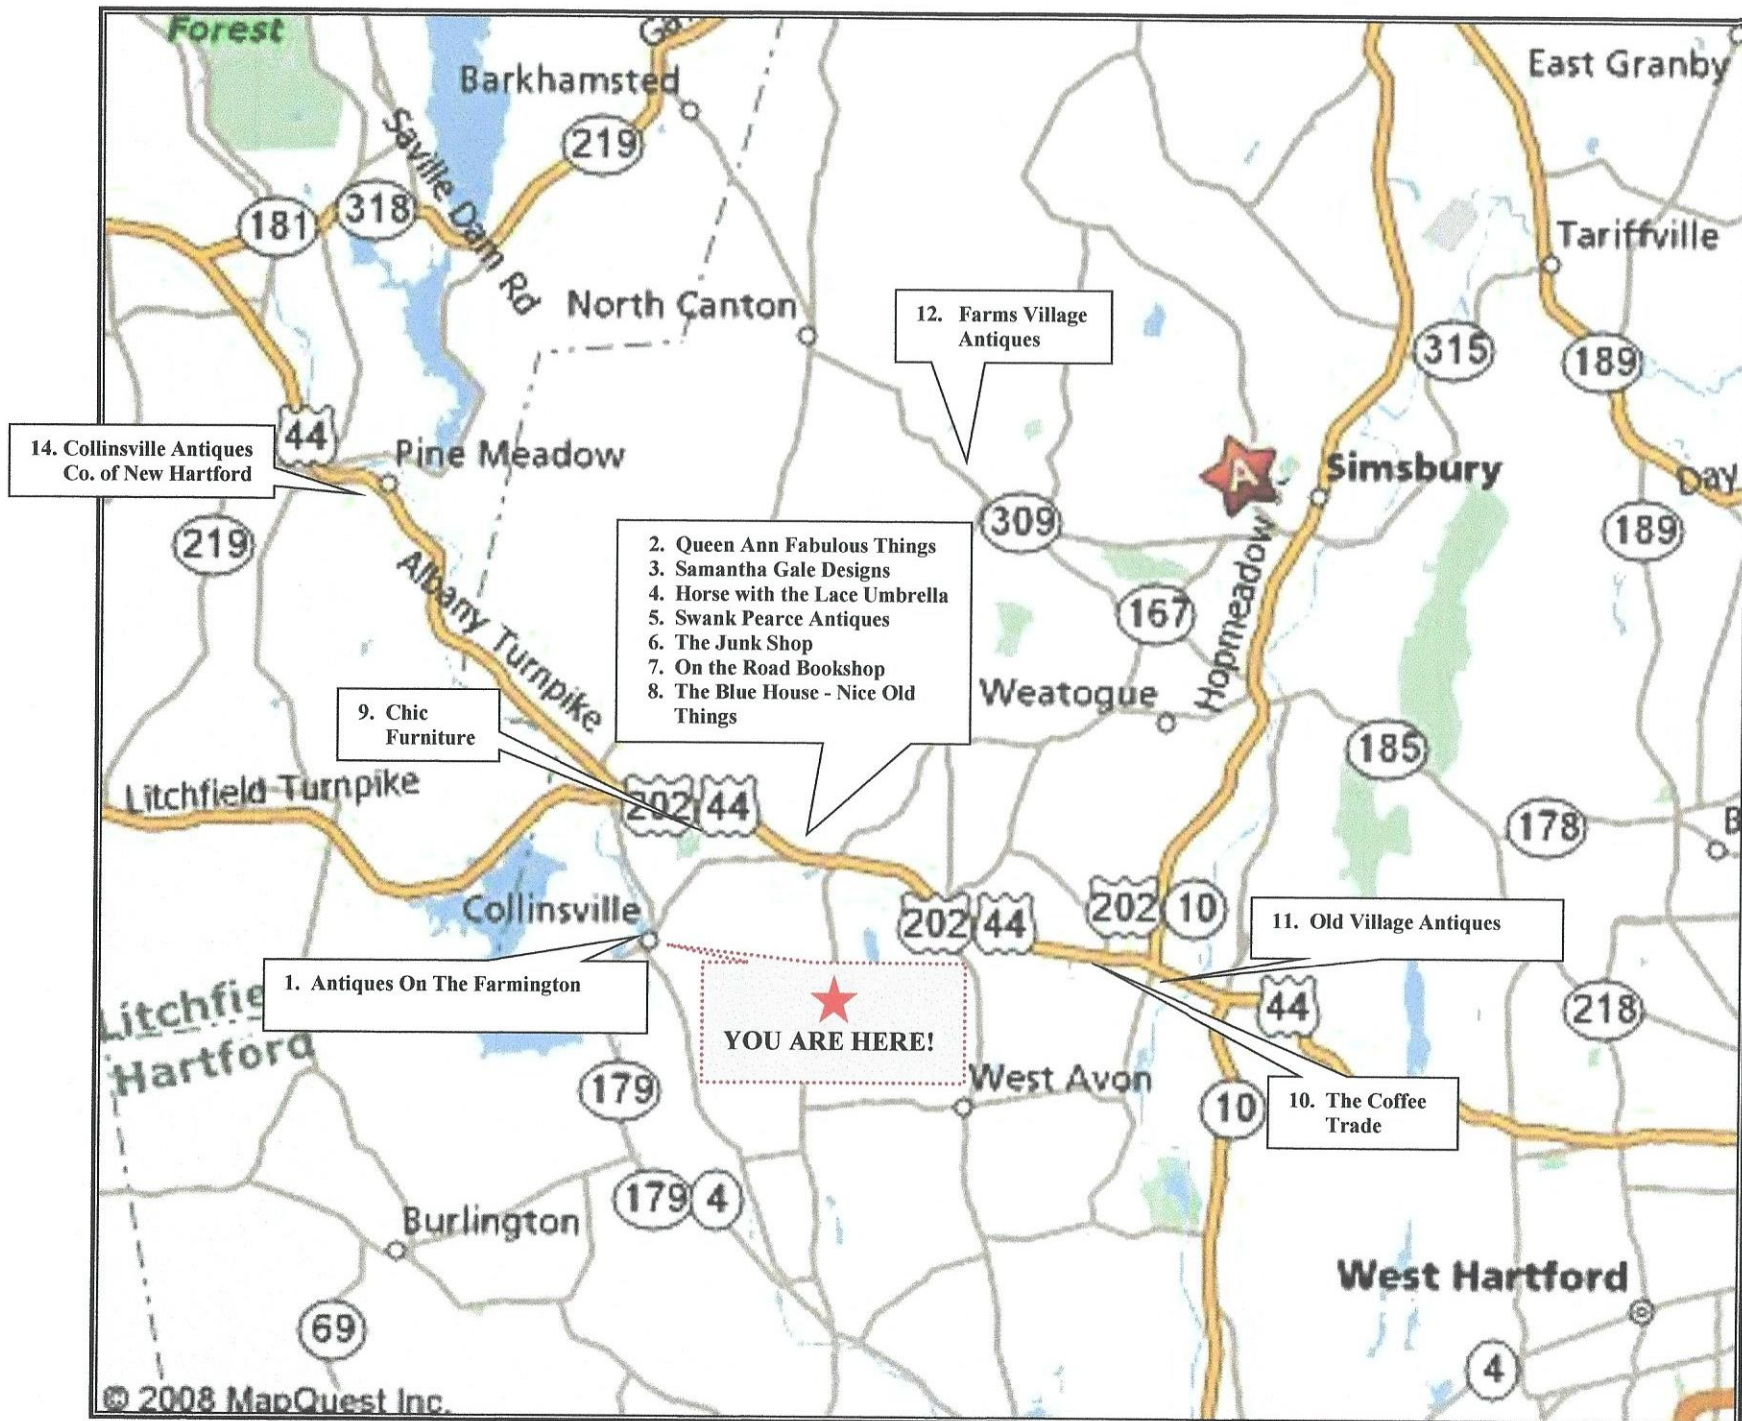 Forest
Barkhamsted
East Granby
219
Saville Dam Rd
181
318
Tariffville
North Canton
12. Farms Village
Antiques
315
189
44
14. Collinsville Antiques
Co. of New Hartford
Pine Meadow
A
Simsbury
Day
219
309
189
2. Queen Ann Fabulous Things
3. Samantha Gale Designs
4. Horse with the Lace Umbrella
5. Swank Pearce Antiques
6. The Junk Shop
7. On the Road Bookshop
8. The Blue House - Nice Old
Things
Albany Turnpike
167
Hopmeadow
Weatogue
9. Chic
Furniture
185
Litchfield Turnpike
202 44
178
B
Collinsville
202 44
202 10
11. Old Village Antiques
1. Antiques On The Farmington
YOU ARE HERE!
44
218
Litchfie
Hartford
179
West Avon
10
10. The Coffee
Trade
179 4
Burlington
West Hartford
69
4
© 2008 MapQuest Inc.